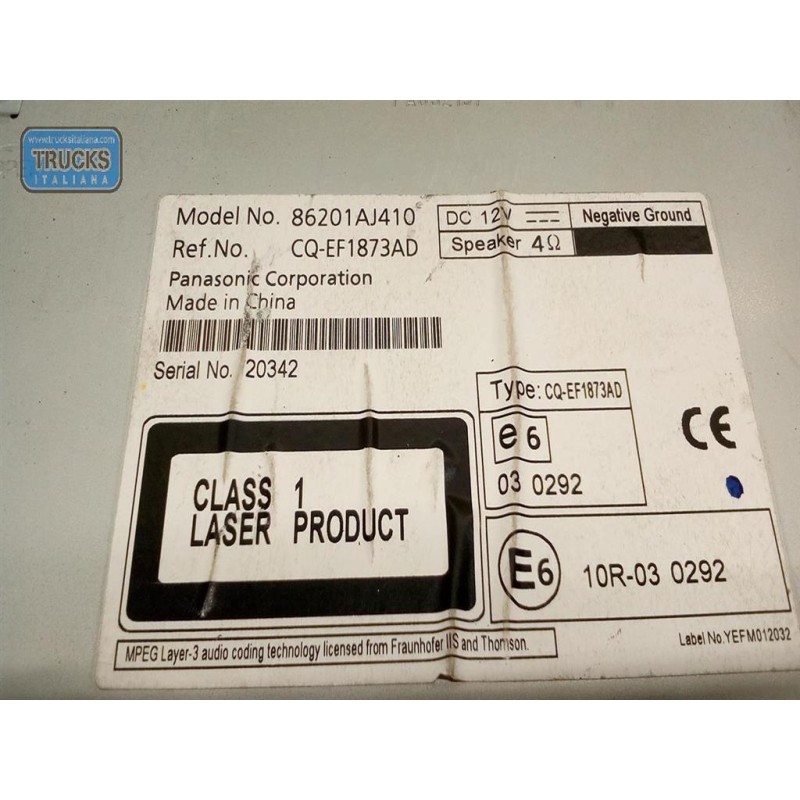 www.trucksitaliana.com
TRUCKS
ITALIANA
Model No. 86201AJ410
DC 12V
Negative Ground
Ref.No. CQ-EF1873AD
Speaker 4Ω
Panasonic Corporation
Made in China
Serial No. 20342
Type: CQ-EF1873AD
e6
03 0292
CE
CLASS 1
LASER PRODUCT
E6
10R-03 0292
MPEG Layer-3 audio coding technology licensed from Fraunhofer IIS and Thomson.
Label No.YEFM012032